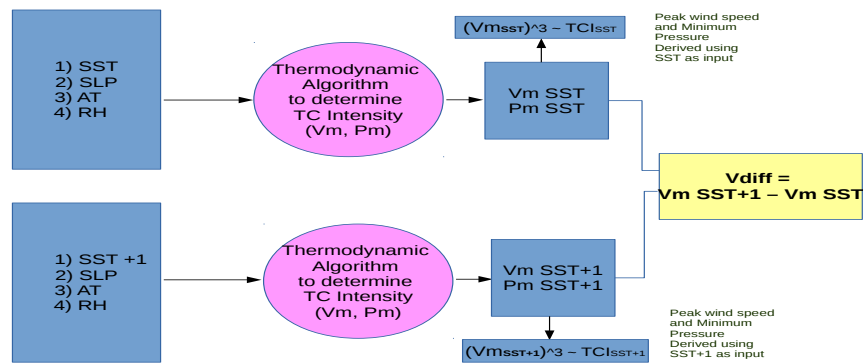 (VmSST)^3 ~ TCISST
Peak wind speed
and Minimum
Pressure
Derived using
SST as input
1) SST
2) SLP
3) AT
4) RH
Thermodynamic
Algorithm
to determine
TC Intensity
(Vm, Pm)
Vm SST
Pm SST
Vdiff =
Vm SST+1 – Vm SST
1) SST +1
2) SLP
3) AT
4) RH
Thermodynamic
Algorithm
to determine
TC Intensity
(Vm, Pm)
Vm SST+1
Pm SST+1
Peak wind speed
and Minimum
Pressure
Derived using
SST+1 as input
(VmSST+1)^3 ~ TCISST+1